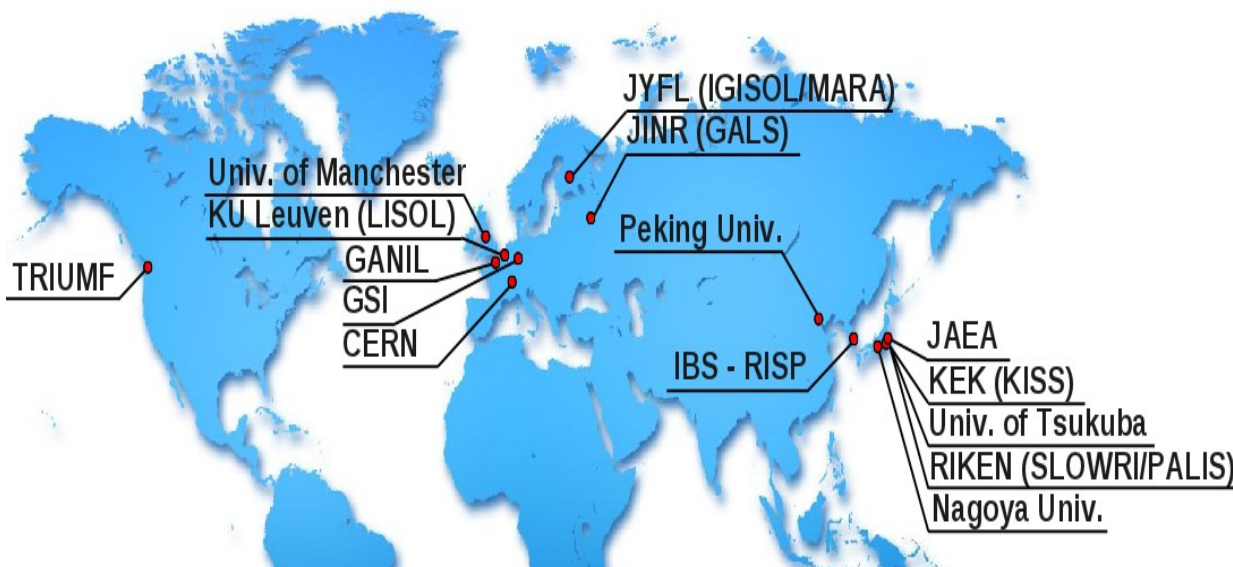 JYFL (IGISOL/MARA)
JINR (GALS)
Univ. of Manchester
KU Leuven (LISOL)
Peking Univ.
GANIL
TRIUMF
GSI
CERN
IBS - RISP
JAEA
KEK (KISS)
Univ. of Tsukuba
RIKEN (SLOWRI/PALIS)
Nagoya Univ.